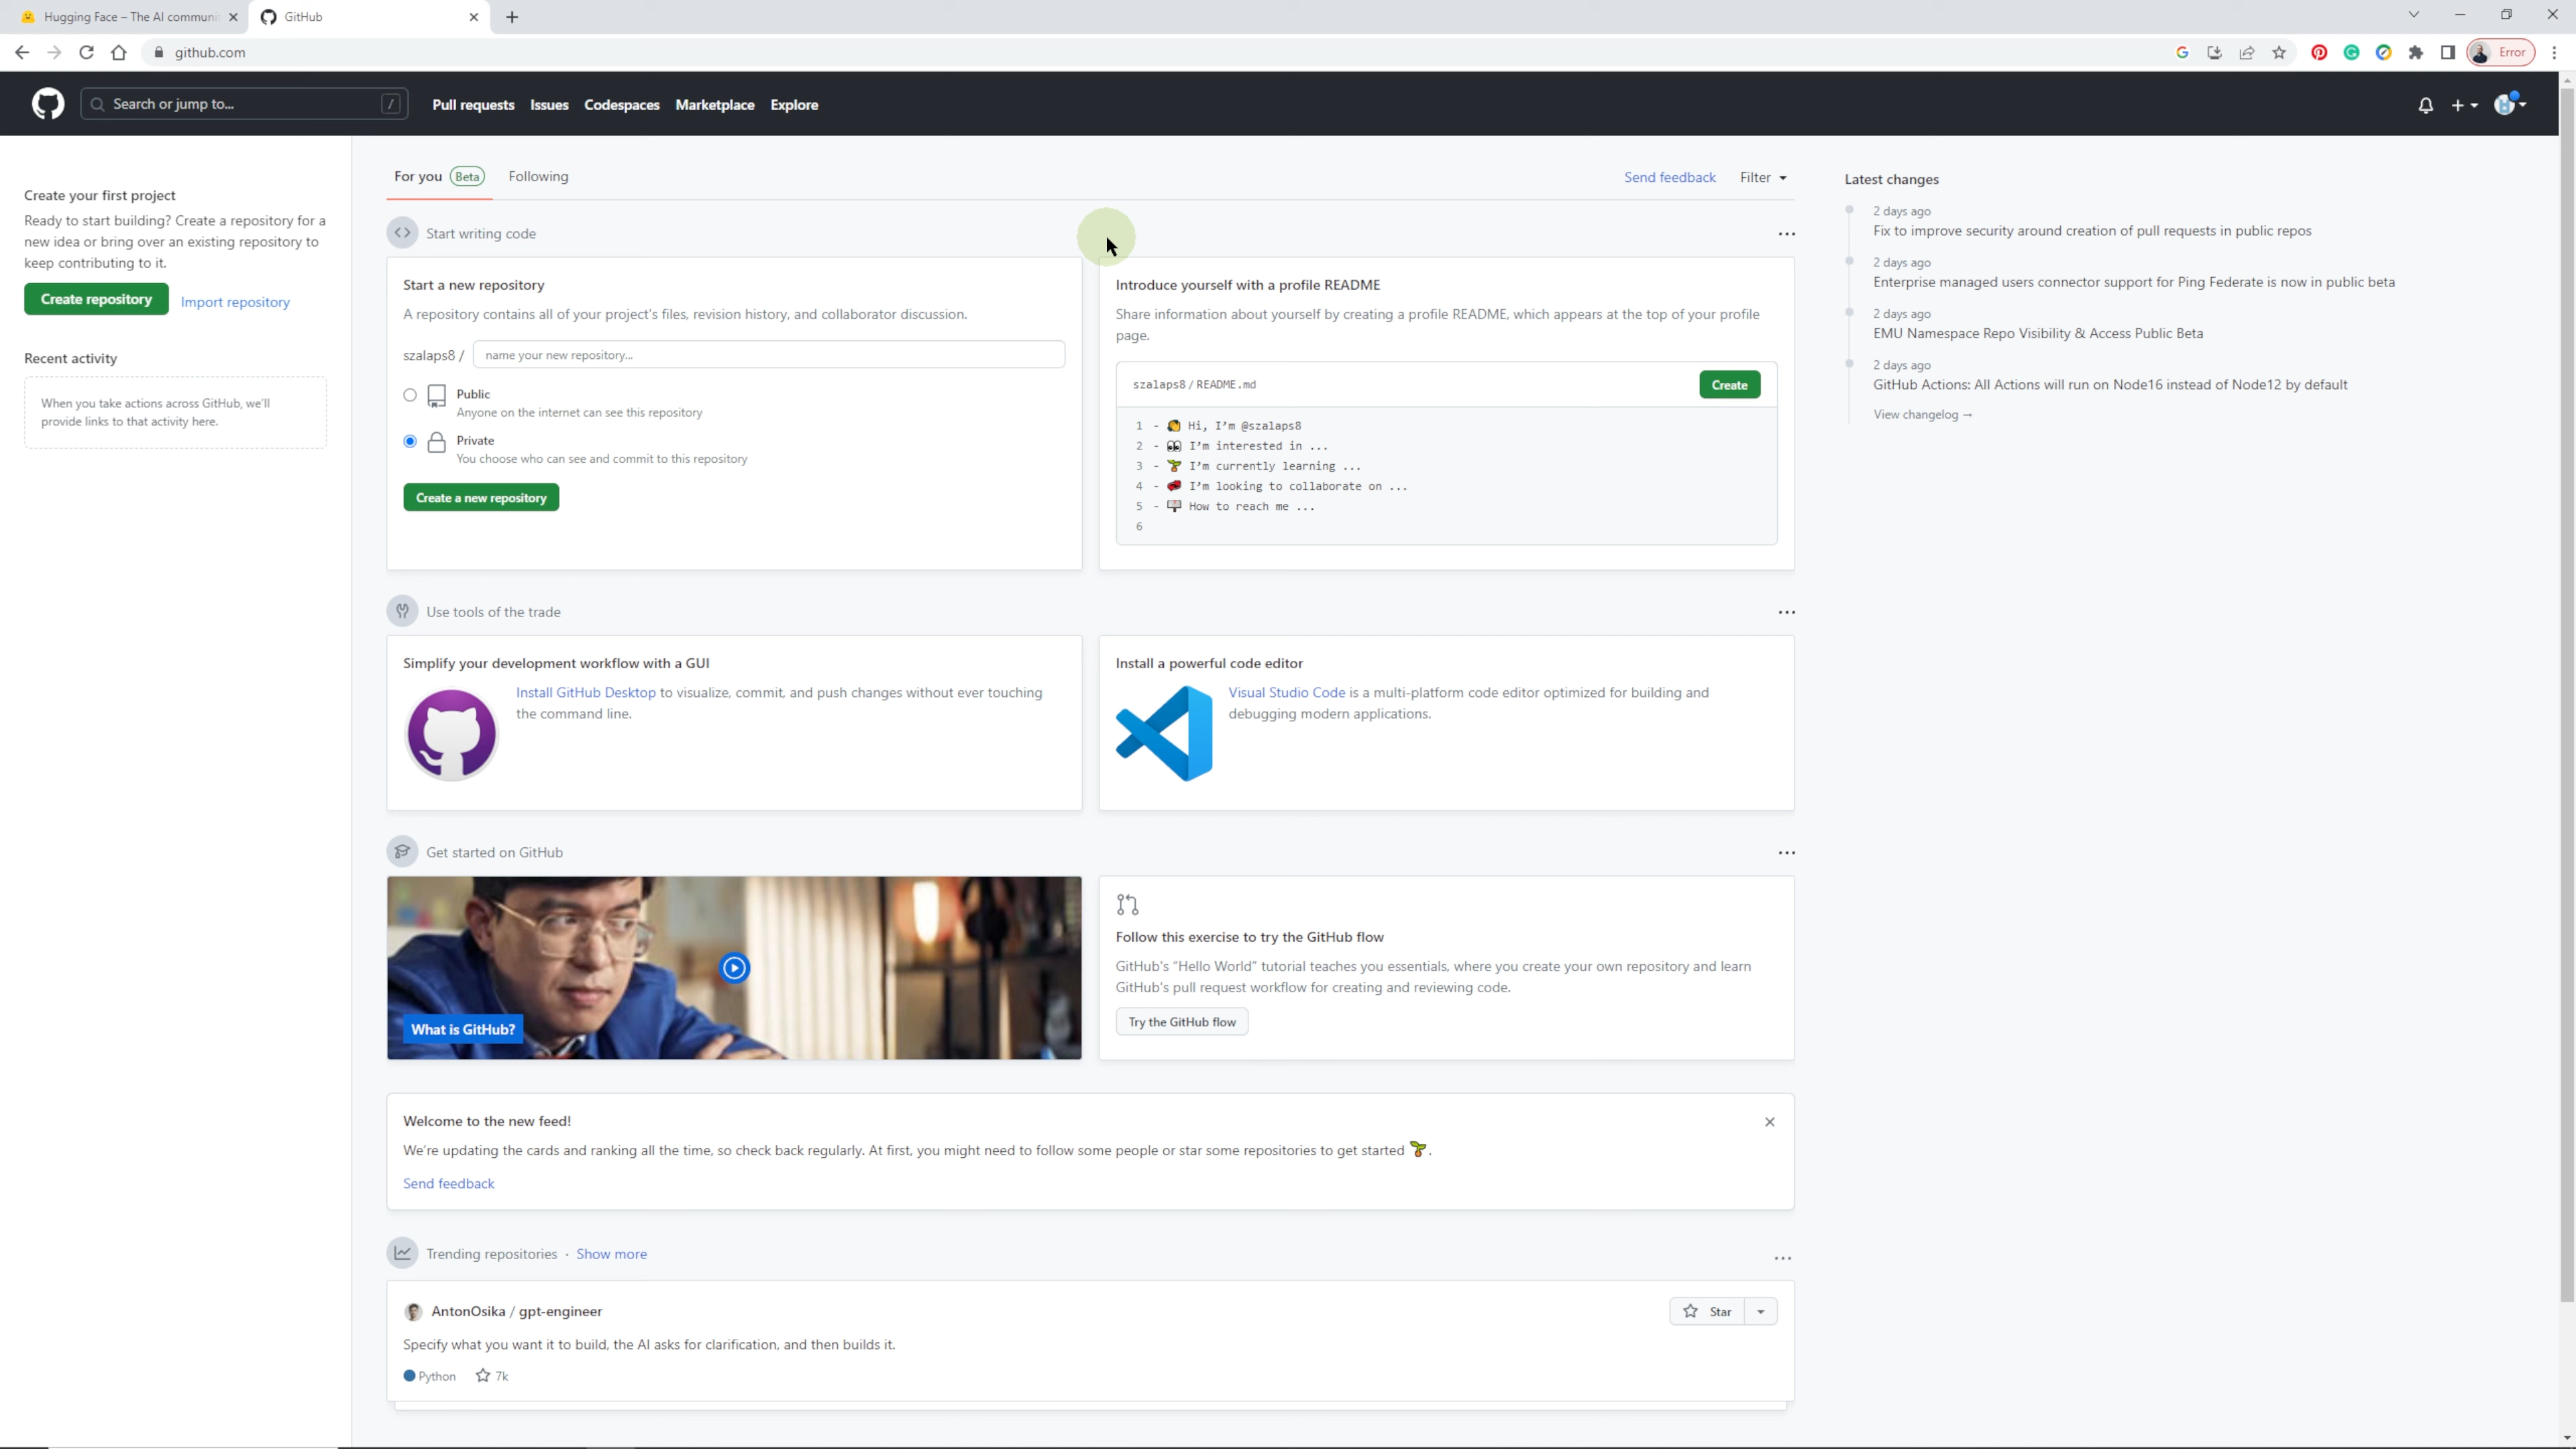 Hugging Face – The AI communi
GitHub
github.com
Error
Search or jump to...
/
Pull requests
Issues
Codespaces
Marketplace
Explore
Create your first project
Ready to start building? Create a repository for a
new idea or bring over an existing repository to
keep contributing to it.
Create repository
Import repository
Recent activity
When you take actions across GitHub, we'll
provide links to that activity here.
For you Beta
Following
Send feedback
Filter
Start writing code
Start a new repository
A repository contains all of your project's files, revision history, and collaborator discussion.
szalaps8 /
name your new repository...
Public
Anyone on the internet can see this repository
Private
You choose who can see and commit to this repository
Create a new repository
Introduce yourself with a profile README
Share information about yourself by creating a profile README, which appears at the top of your profile
page.
szalaps8 / README.md
Create
1 - 👋 Hi, I'm @szalaps8
2 - 👀 I'm interested in ...
3 - 🌱 I'm currently learning ...
4 - 💞️ I'm looking to collaborate on ...
5 - 📫 How to reach me ...
6
Use tools of the trade
Simplify your development workflow with a GUI
Install GitHub Desktop to visualize, commit, and push changes without ever touching
the command line.
Install a powerful code editor
Visual Studio Code is a multi-platform code editor optimized for building and
debugging modern applications.
Get started on GitHub
What is GitHub?
Follow this exercise to try the GitHub flow
GitHub's "Hello World" tutorial teaches you essentials, where you create your own repository and learn
GitHub's pull request workflow for creating and reviewing code.
Try the GitHub flow
Welcome to the new feed!
We're updating the cards and ranking all the time, so check back regularly. At first, you might need to follow some people or star some repositories to get started 🌱.
Send feedback
Trending repositories · Show more
AntonOsika / gpt-engineer
Star
Specify what you want it to build, the AI asks for clarification, and then builds it.
Python
7k
Latest changes
2 days ago
Fix to improve security around creation of pull requests in public repos
2 days ago
Enterprise managed users connector support for Ping Federate is now in public beta
2 days ago
EMU Namespace Repo Visibility & Access Public Beta
2 days ago
GitHub Actions: All Actions will run on Node16 instead of Node12 by default
View changelog →